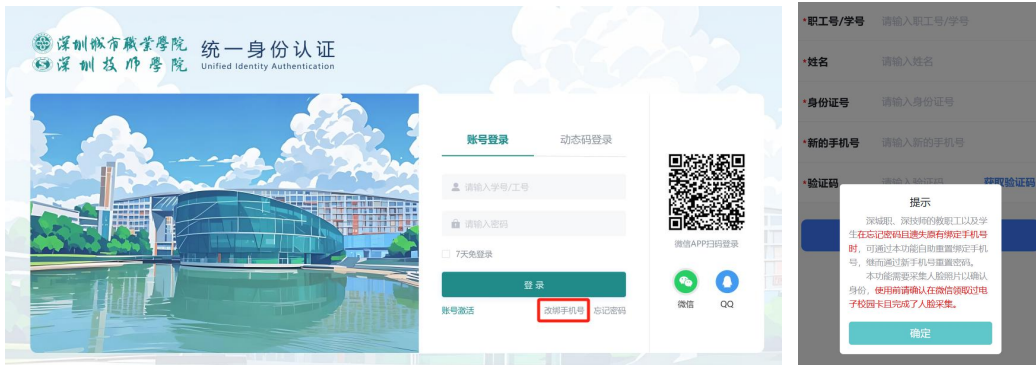 深圳城市职业学院
深圳技师学院
统一身份认证
Unified Identity Authentication
账号登录
动态码登录
请输入学号/工号
请输入密码
7天免登录
登 录
账号激活
改绑手机号
忘记密码
微信APP扫码登录
微信
QQ
*职工号/学号 请输入职工号/学号
*姓名 请输入姓名
*身份证号 请输入身份证号
*新的手机号 请输入新的手机号
*验证码 请输入验证码 获取验证码
提示
深城职、深技师的教职工以及学
生在忘记密码且遗失原有绑定手机号
时，可通过本功能自助重置绑定手机
号，继而通过新手机号重置密码。
本功能需要采集人脸照片以确认
身份，使用前请确认在微信领取过电
子校园卡且完成了人脸采集。
确定